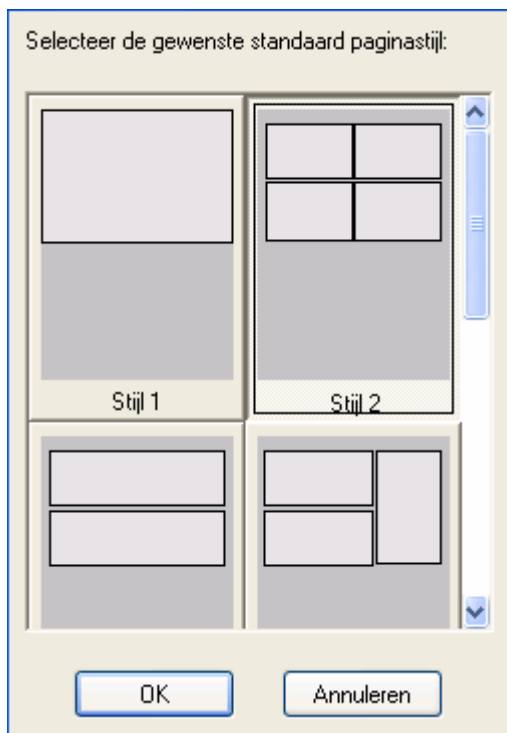 Selecteer de gewenste standaard paginastijl:
Stijl 1
Stijl 2
OK
Annuleren